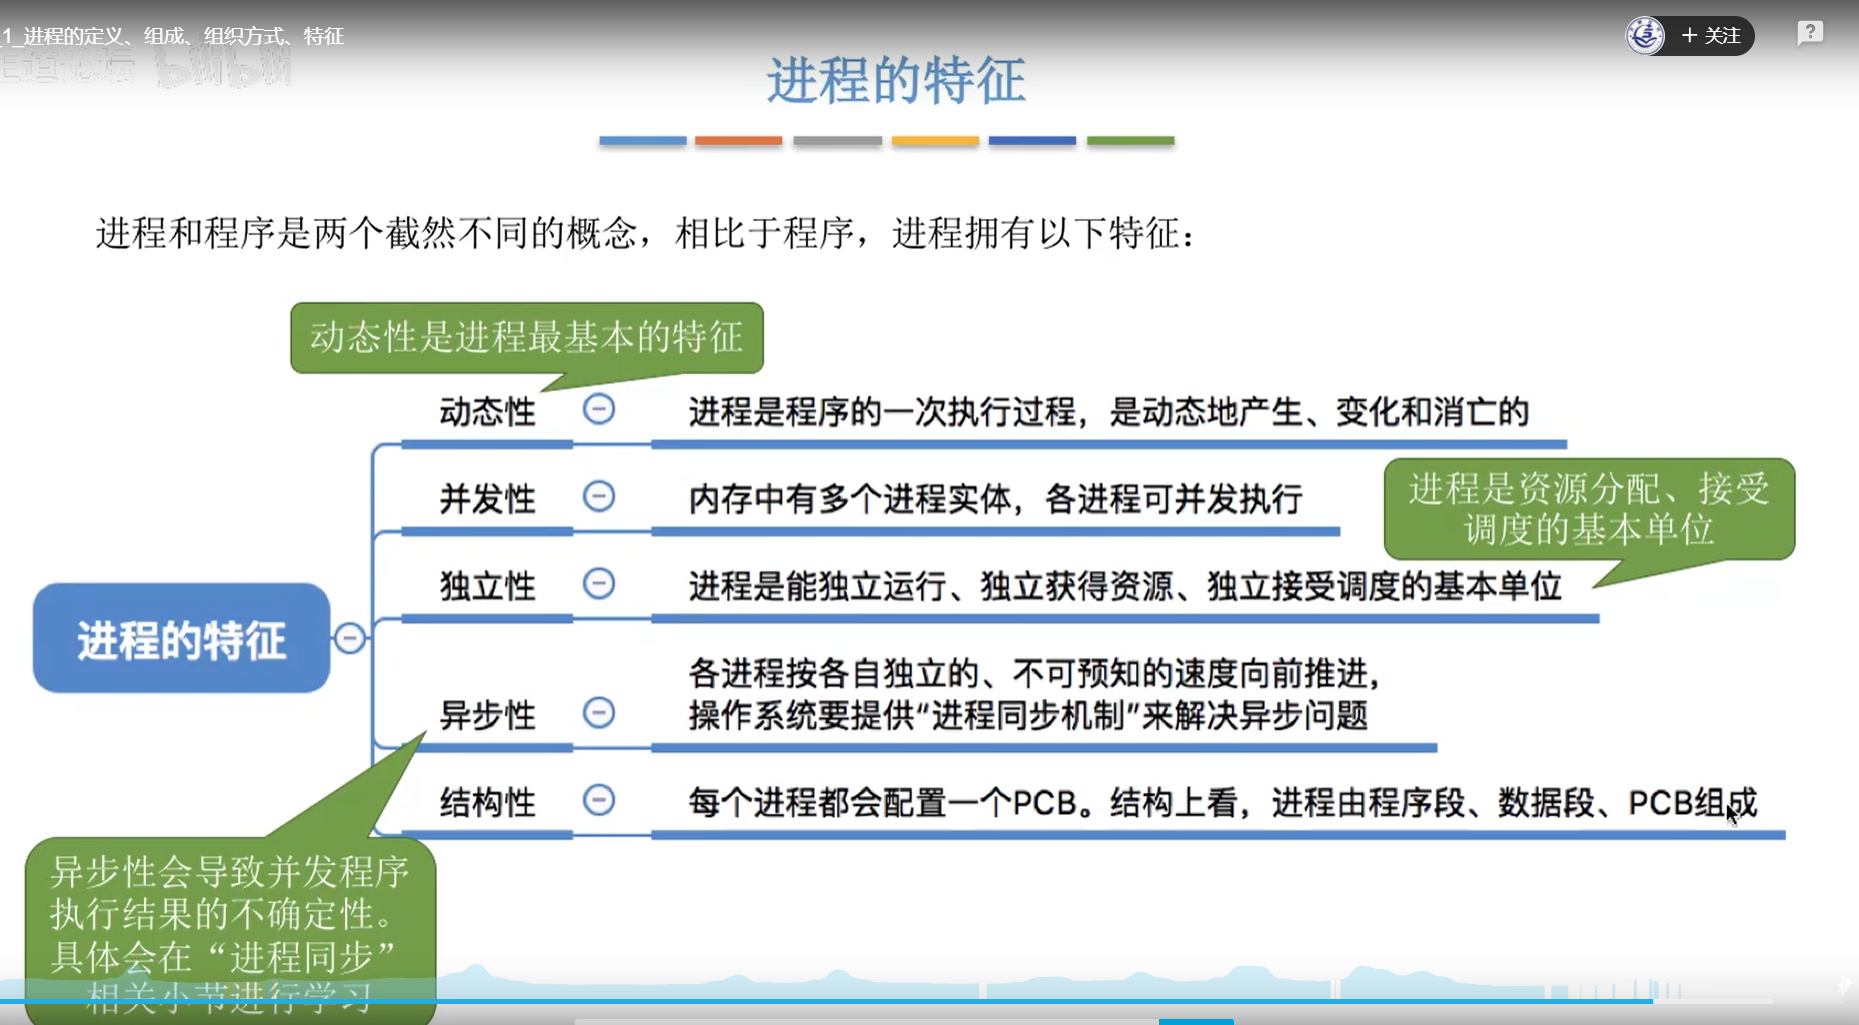 1_进程的定义、组成、组织方式、特征
+ 关注
?
王道论坛 bilibili
进程的特征
进程和程序是两个截然不同的概念，相比于程序，进程拥有以下特征：
动态性是进程最基本的特征
动态性
进程是程序的一次执行过程，是动态地产生、变化和消亡的
并发性
内存中有多个进程实体，各进程可并发执行
进程是资源分配、接受
调度的基本单位
独立性
进程是能独立运行、独立获得资源、独立接受调度的基本单位
进程的特征
异步性
各进程按各自独立的、不可预知的速度向前推进，
操作系统要提供“进程同步机制”来解决异步问题
结构性
每个进程都会配置一个PCB。结构上看，进程由程序段、数据段、PCB组成
异步性会导致并发程序
执行结果的不确定性。
具体会在“进程同步”
相关小节进行学习